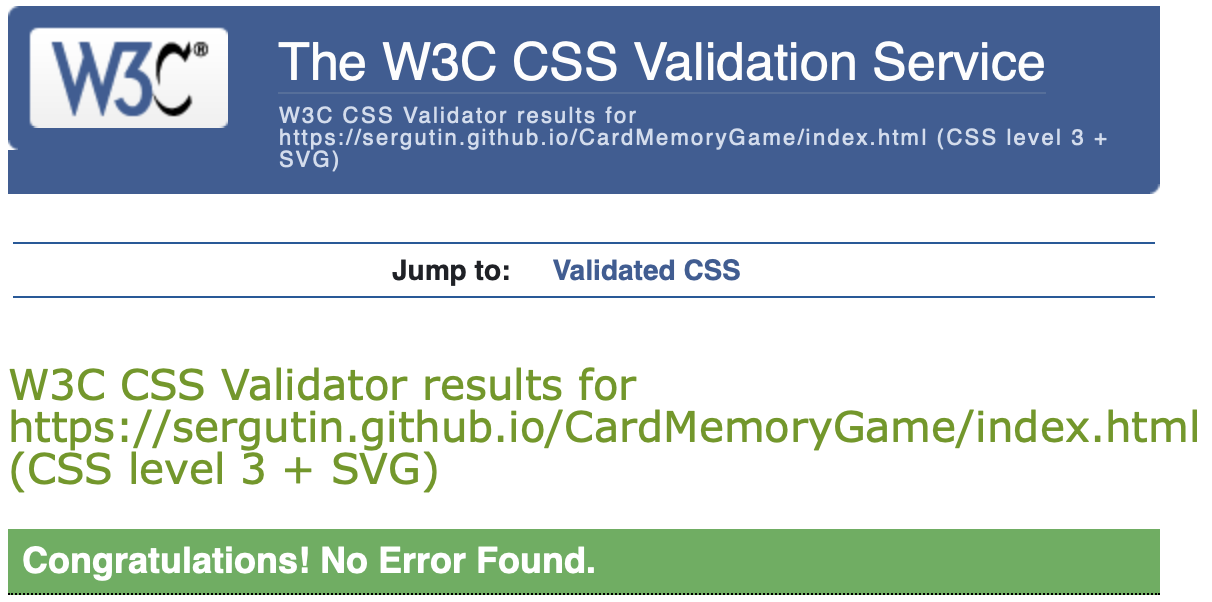 W3C®
The W3C CSS Validation Service
W3C CSS Validator results for
https://sergutin.github.io/CardMemoryGame/index.html (CSS level 3 +
SVG)
Jump to: Validated CSS
W3C CSS Validator results for
https://sergutin.github.io/CardMemoryGame/index.html
(CSS level 3 + SVG)
Congratulations! No Error Found.